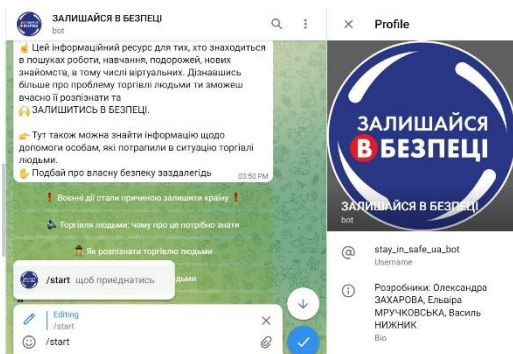 ЗАЛИШАЙСЯ В БЕЗПЕЦІ
bot
☝️ Цей інформаційний ресурс для тих, хто знаходиться
в пошуках роботи, навчання, подорожей, нових
знайомств, в тому числі віртуальних. Дізнавшись
більше про проблему торгівлі людьми ти зможеш
вчасно її розпізнати та
🙌 ЗАЛИШИТИСЬ В БЕЗПЕЦІ.
👉 Тут також можна знайти інформацію щодо
допомоги особам, які потрапили в ситуацію торгівлі
людьми.
✋ Подбай про власну безпеку заздалегідь
03:50 PM
❗ Воєнні дії стали причиною залишити країну ❗
Торгівля людьми: чому про це потрібно знати
Як розпізнати торгівлю людьми
/start щоб приєднатись
Editing
/start
/start
Profile
ЗАЛИШАЙСЯ
В БЕЗПЕЦІ
ЗАЛИШАЙСЯ В БЕЗПЕЦІ
bot
stay_in_safe_ua_bot
Username
Розробники: Олександра
ЗАХАРОВА, Ельвіра
МРУЧКОВСЬКА, Василь
НИЖНИК
Bio